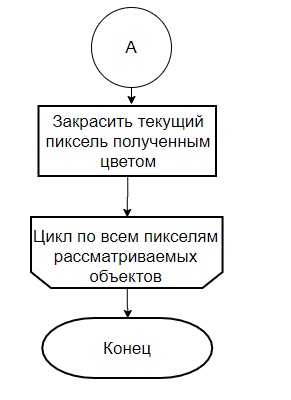 А
Закрасить текущий
пиксель полученным
цветом
Цикл по всем пикселям
рассматриваемых
объектов
Конец